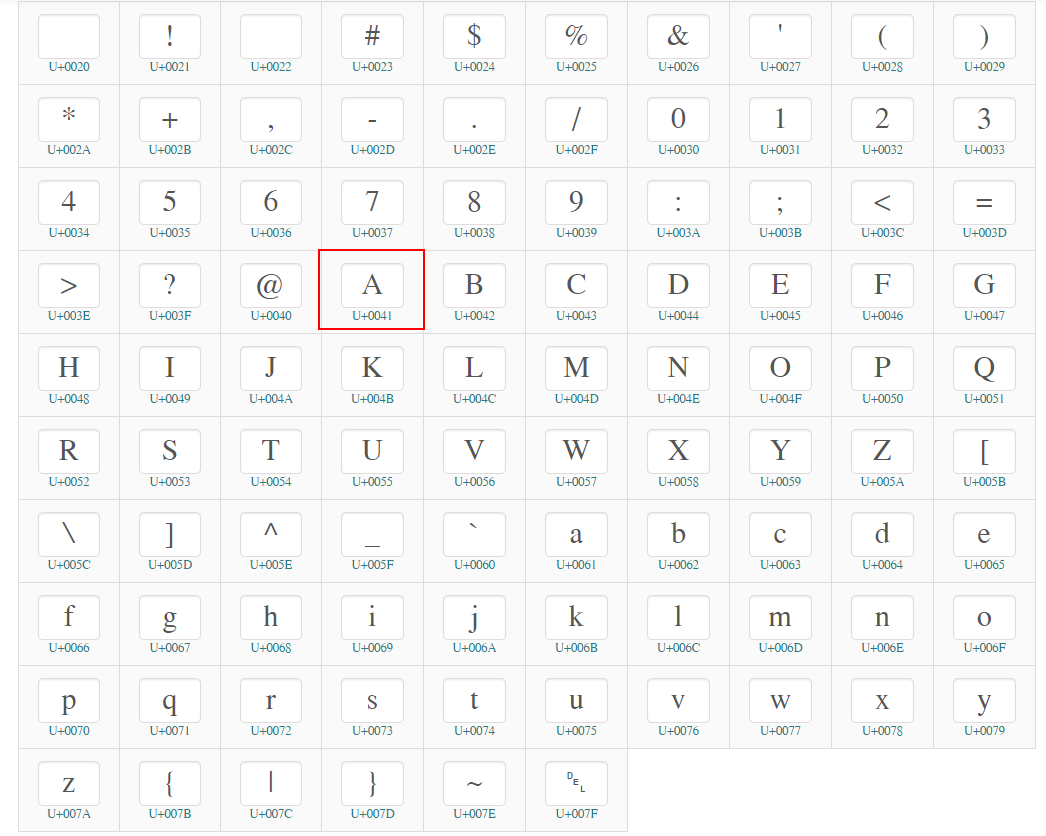 ! # $ % & ' ( )
U+0020 U+0021 U+0022 U+0023 U+0024 U+0025 U+0026 U+0027 U+0028 U+0029
* + , - . / 0 1 2 3
U+002A U+002B U+002C U+002D U+002E U+002F U+0030 U+0031 U+0032 U+0033
4 5 6 7 8 9 : ; < =
U+0034 U+0035 U+0036 U+0037 U+0038 U+0039 U+003A U+003B U+003C U+003D
> ? @ A B C D E F G
U+003E U+003F U+0040 U+0041 U+0042 U+0043 U+0044 U+0045 U+0046 U+0047
H I J K L M N O P Q
U+0048 U+0049 U+004A U+004B U+004C U+004D U+004E U+004F U+0050 U+0051
R S T U V W X Y Z [
U+0052 U+0053 U+0054 U+0055 U+0056 U+0057 U+0058 U+0059 U+005A U+005B
\ ] ^ _ ` a b c d e
U+005C U+005D U+005E U+005F U+0060 U+0061 U+0062 U+0063 U+0064 U+0065
f g h i j k l m n o
U+0066 U+0067 U+0068 U+0069 U+006A U+006B U+006C U+006D U+006E U+006F
p q r s t u v w x y
U+0070 U+0071 U+0072 U+0073 U+0074 U+0075 U+0076 U+0077 U+0078 U+0079
z { | } ~ DEL
U+007A U+007B U+007C U+007D U+007E U+007F